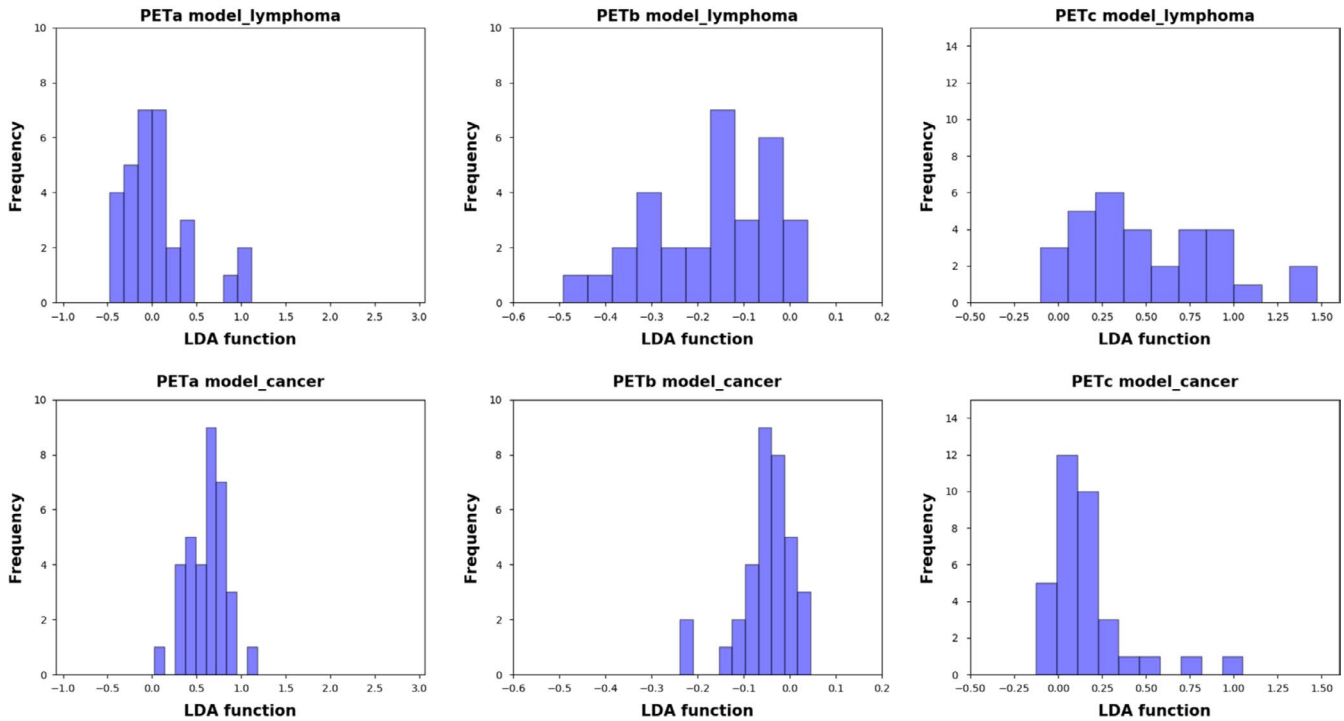 PETa model_lymphoma
PETb model_lymphoma
PETc model_lymphoma
Frequency
10
8
6
4
2
0
−1.0 −0.5 0.0 0.5 1.0 1.5 2.0 2.5 3.0
LDA function
Frequency
10
8
6
4
2
0
−0.6 −0.5 −0.4 −0.3 −0.2 −0.1 0.0 0.1 0.2
LDA function
Frequency
14
12
10
8
6
4
2
0
−0.50 −0.25 0.00 0.25 0.50 0.75 1.00 1.25 1.50
LDA function
PETa model_cancer
PETb model_cancer
PETc model_cancer
Frequency
10
8
6
4
2
0
−1.0 −0.5 0.0 0.5 1.0 1.5 2.0 2.5 3.0
LDA function
Frequency
10
8
6
4
2
0
−0.6 −0.5 −0.4 −0.3 −0.2 −0.1 0.0 0.1 0.2
LDA function
Frequency
14
12
10
8
6
4
2
0
−0.50 −0.25 0.00 0.25 0.50 0.75 1.00 1.25 1.50
LDA function